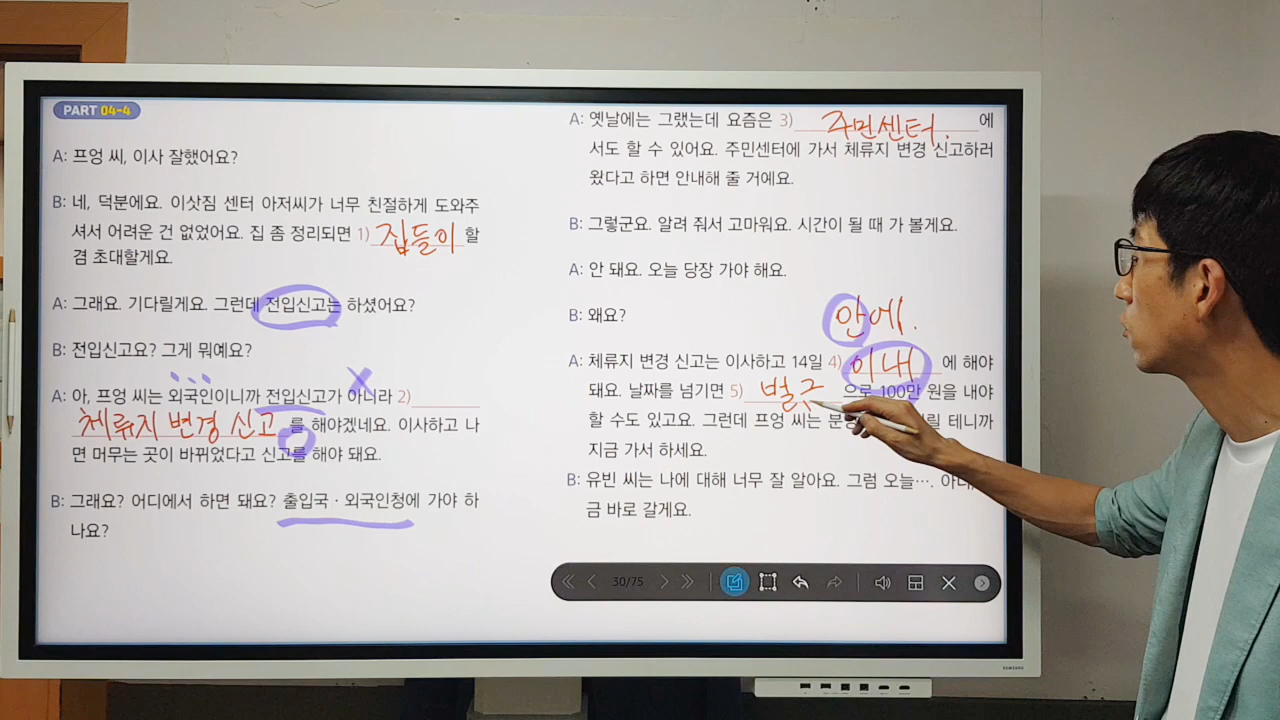 PART 04-4
A: 프엉 씨, 이사 잘했어요?
B: 네, 덕분에요. 이삿짐 센터 아저씨가 너무 친절하게 도와주
셔서 어려운 건 없었어요. 집 좀 정리되면 1) 집들이 할
겸 초대할게요.
A: 그래요. 기다릴게요. 그런데 전입신고는 하셨어요?
B: 전입신고요? 그게 뭐예요?
A: 아, 프엉 씨는 외국인이니까 전입신고가 아니라 2)
체류지 변경 신고 를 해야겠네요. 이사하고 나
면 머무는 곳이 바뀌었다고 신고를 해야 돼요.
B: 그래요? 어디에서 하면 돼요? 출입국·외국인청에 가야 하
나요?
A: 옛날에는 그랬는데 요즘은 3) 주민센터. 에
서도 할 수 있어요. 주민센터에 가서 체류지 변경 신고하러
왔다고 하면 안내해 줄 거예요.
B: 그렇군요. 알려 줘서 고마워요. 시간이 될 때 가 볼게요.
A: 안 돼요. 오늘 당장 가야 해요.
B: 왜요?
안에.
A: 체류지 변경 신고는 이사하고 14일 4) 이내 에 해야
돼요. 날짜를 넘기면 5) 벌그 으로 100만 원을 내야
할 수도 있고요. 그런데 프엉 씨는 테니까
지금 가서 하세요.
B: 유빈 씨는 나에 대해 너무 잘 알아요. 그럼 오늘….
금 바로 갈게요.
30/75
SAMSUNG